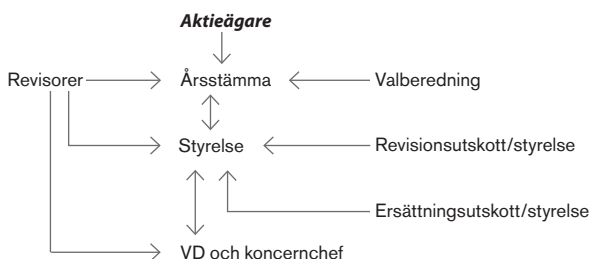 Aktieägare
Revisorer Årsstämma Valberedning
Styrelse Revisionsutskott/styrelse
Ersättningsutskott/styrelse
VD och koncernchef